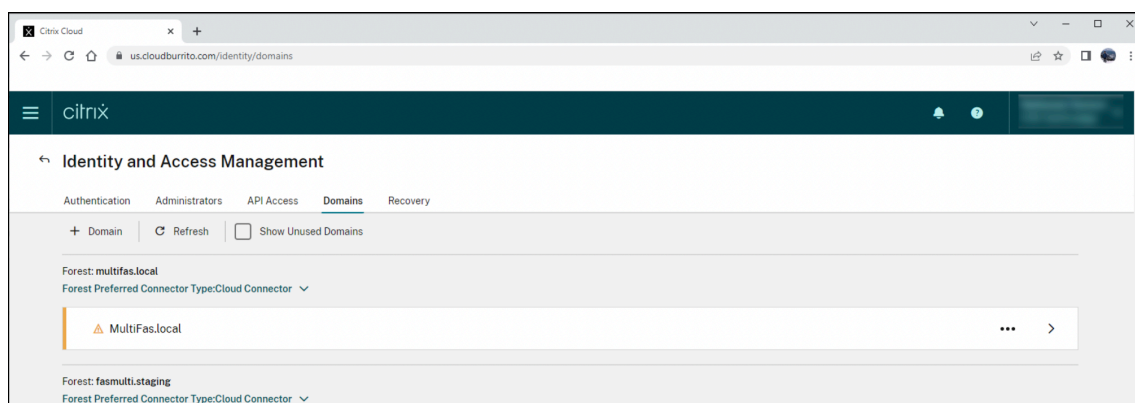 Citrix Cloud
us.cloudburrito.com/identity/domains
citrix
Identity and Access Management
Authentication Administrators API Access Domains Recovery
+ Domain Refresh Show Unused Domains
Forest: multifas.local
Forest Preferred Connector Type:Cloud Connector
MultiFas.local
Forest: fasmulti.staging
Forest Preferred Connector Type:Cloud Connector